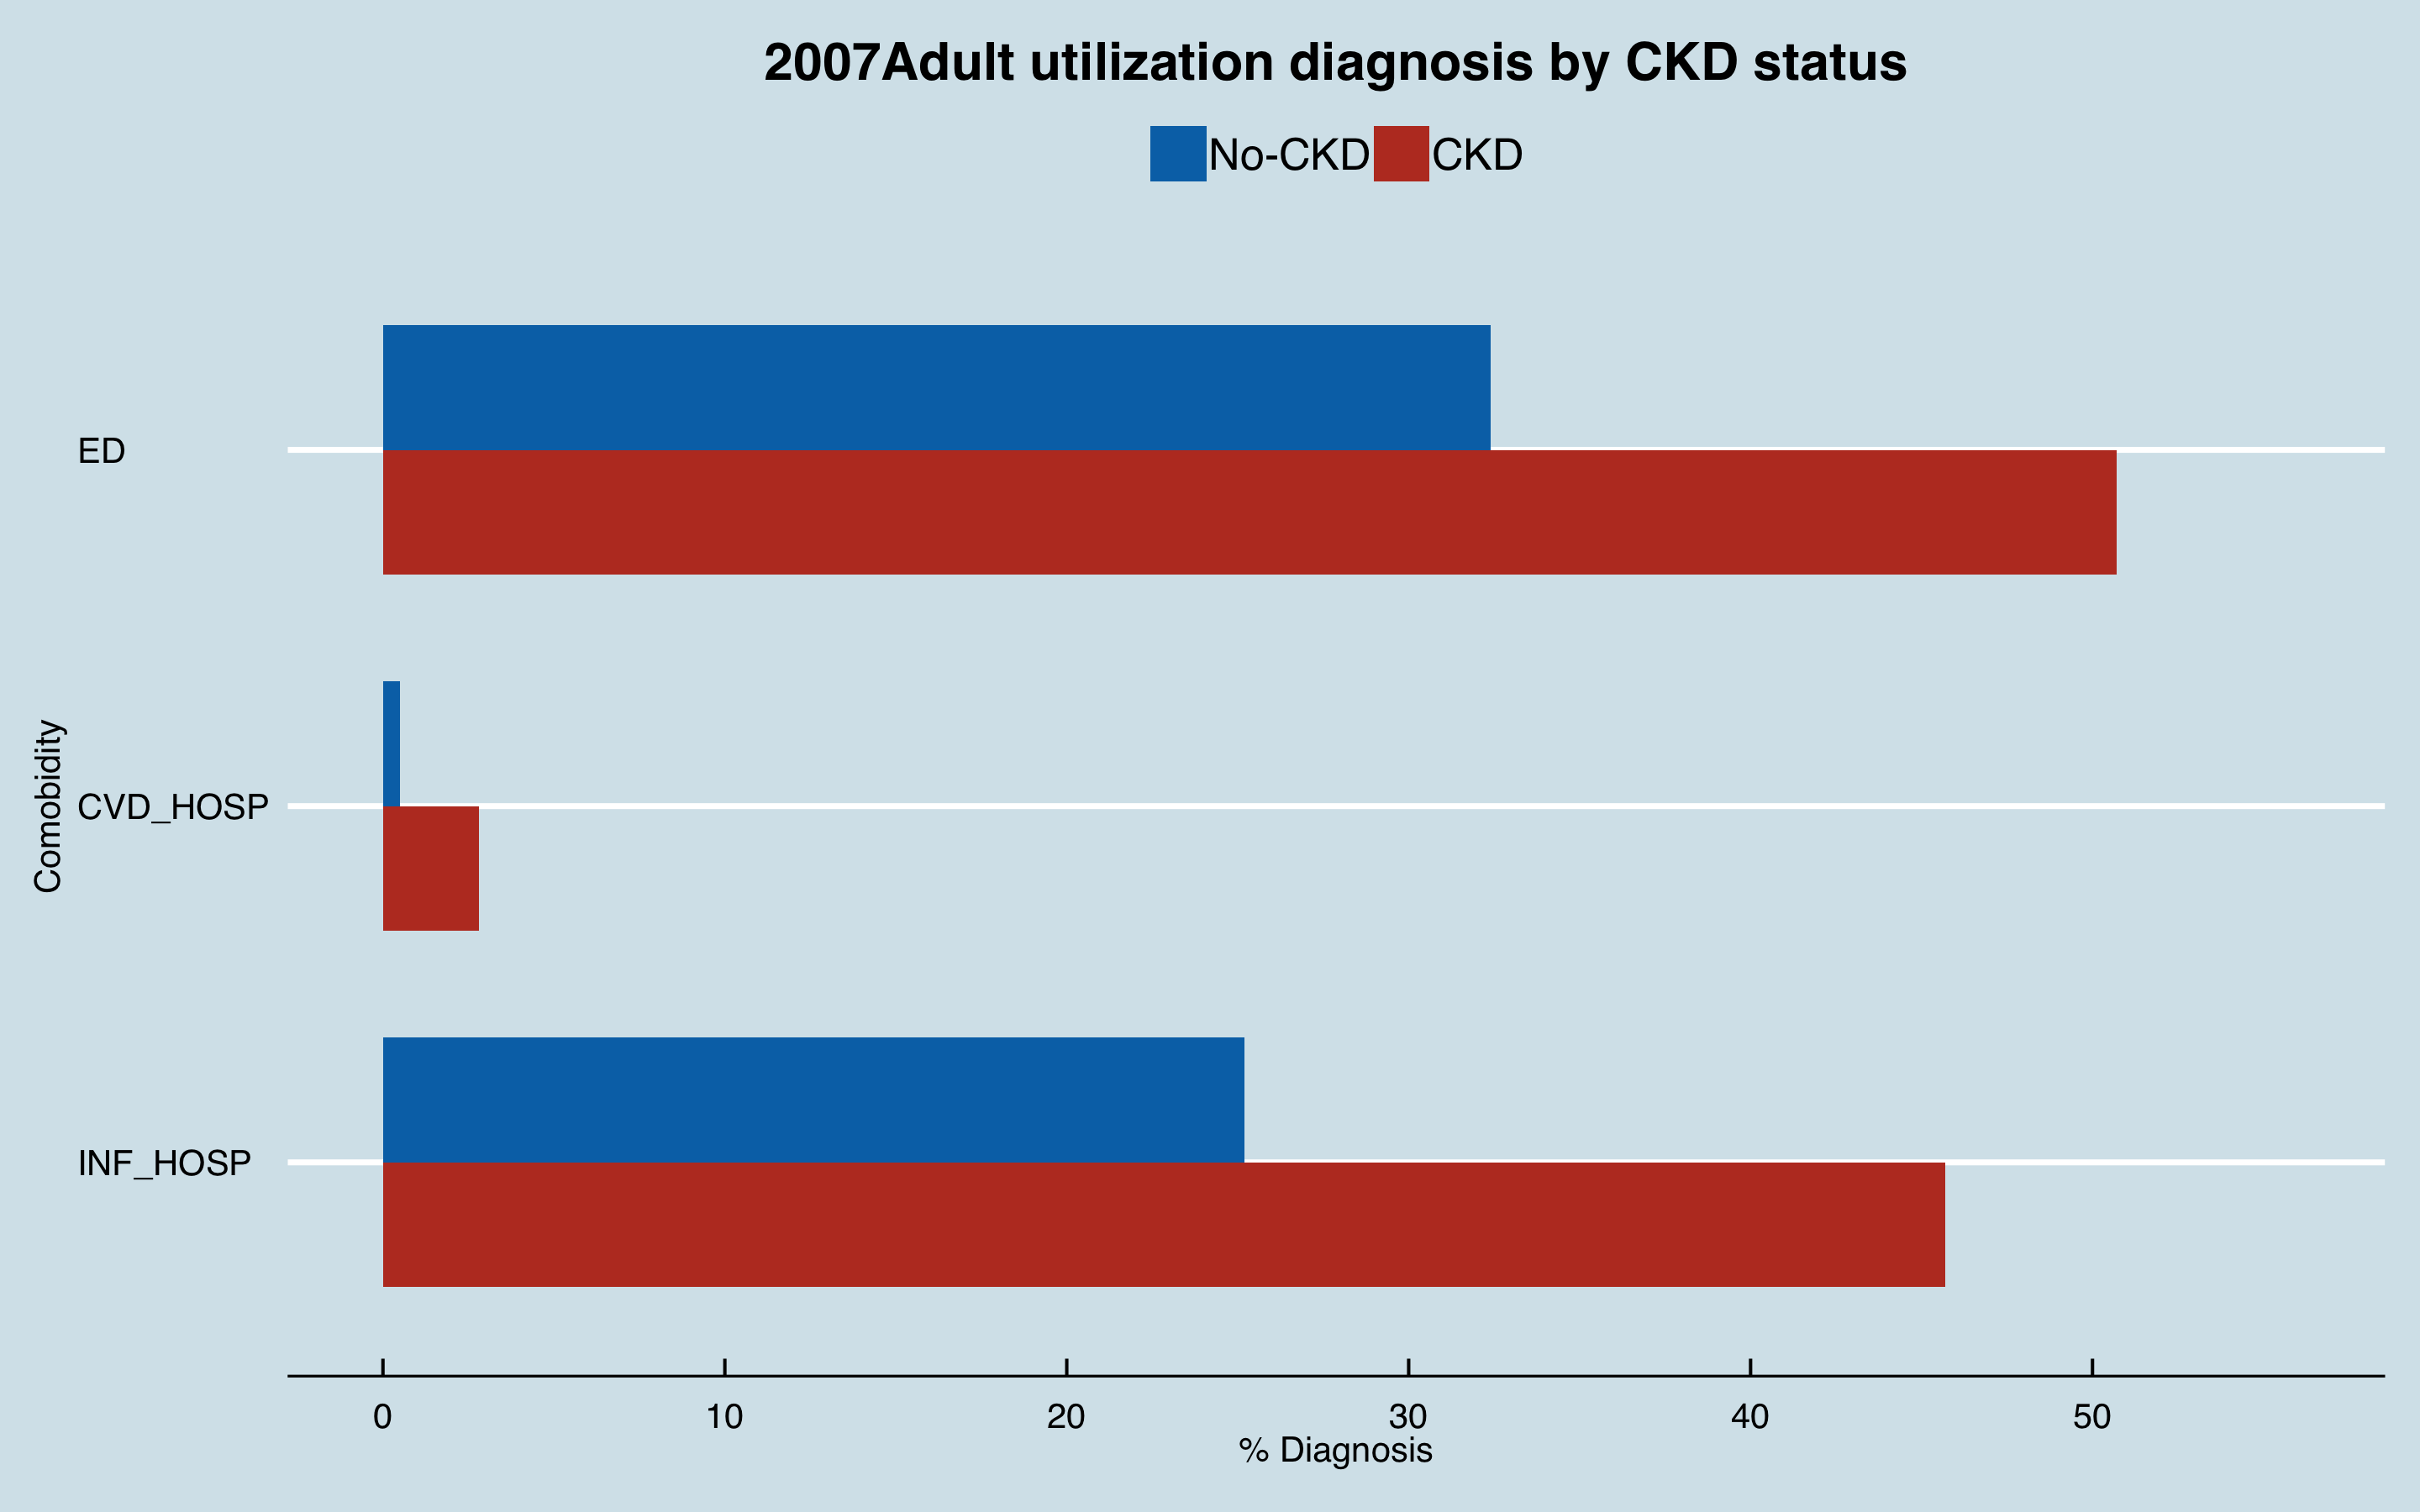 2007Adult utilization diagnosis by CKD status
No-CKD CKD
ED
CVD_HOSP
INF_HOSP
Comobidity
0 10 20 30 40 50
% Diagnosis